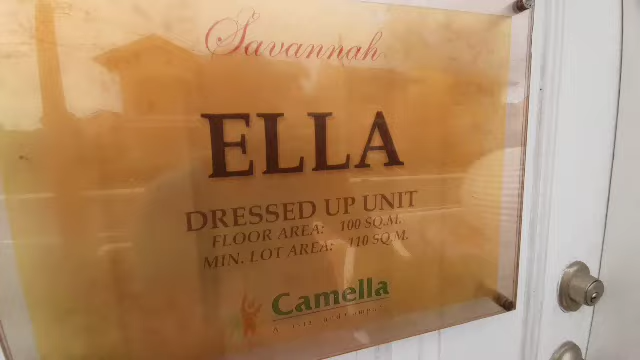 Savannah
ELLA
DRESSED UP UNIT
FLOOR AREA: 100 SQ.M.
MIN. LOT AREA: 110 SQ.M.
Camella